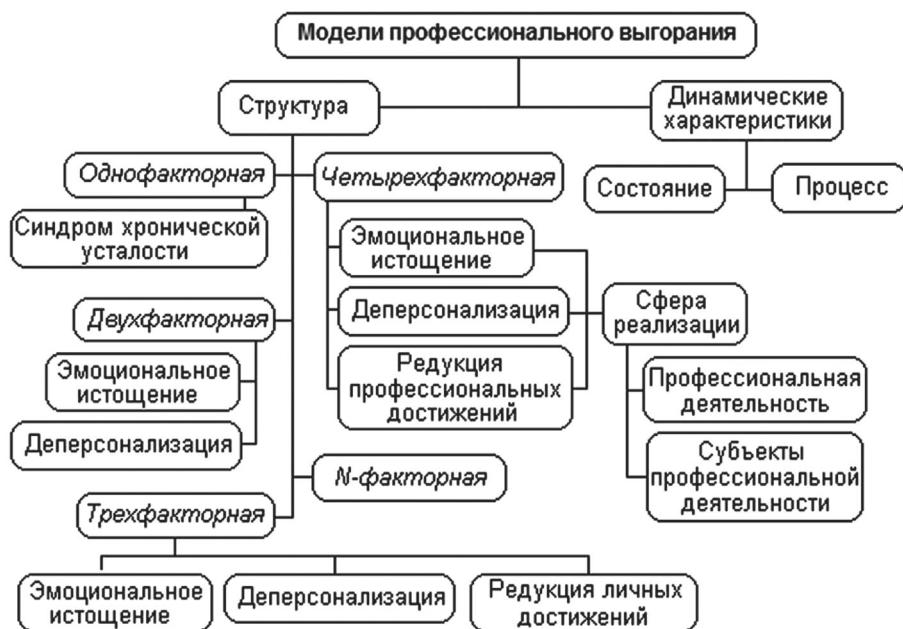 Модели профессионального выгорания
Структура
Динамические
характеристики
Однофакторная
Четырехфакторная
Состояние
Процесс
Синдром хронической
усталости
Эмоциональное
истощение
Двухфакторная
Деперсонализация
Сфера
реализации
Эмоциональное
истощение
Редукция
профессиональных
достижений
Профессиональная
деятельность
Деперсонализация
Субъекты
профессиональной
деятельности
N-факторная
Трехфакторная
Эмоциональное
истощение
Деперсонализация
Редукция личных
достижений